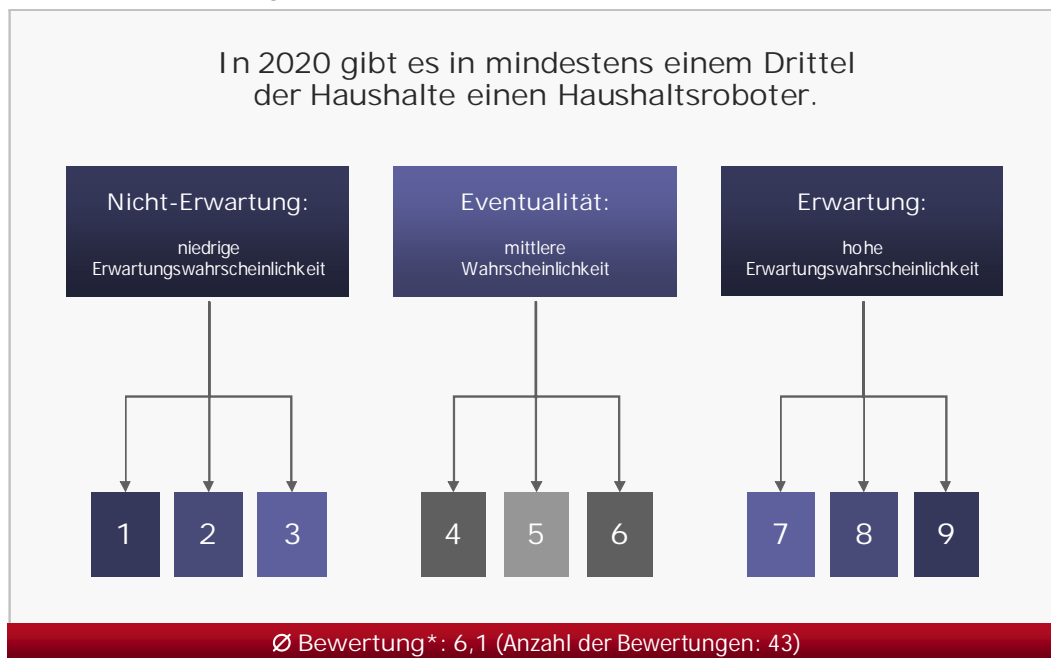 In 2020 gibt es in mindestens einem Drittel
der Haushalte einen Haushaltsroboter.
Nicht-Erwartung:
niedrige
Erwartungswahrscheinlichkeit
Eventualität:
mittlere
Wahrscheinlichkeit
Erwartung:
hohe
Erwartungswahrscheinlichkeit
1 2 3 4 5 6 7 8 9
Ø Bewertung*: 6,1 (Anzahl der Bewertungen: 43)